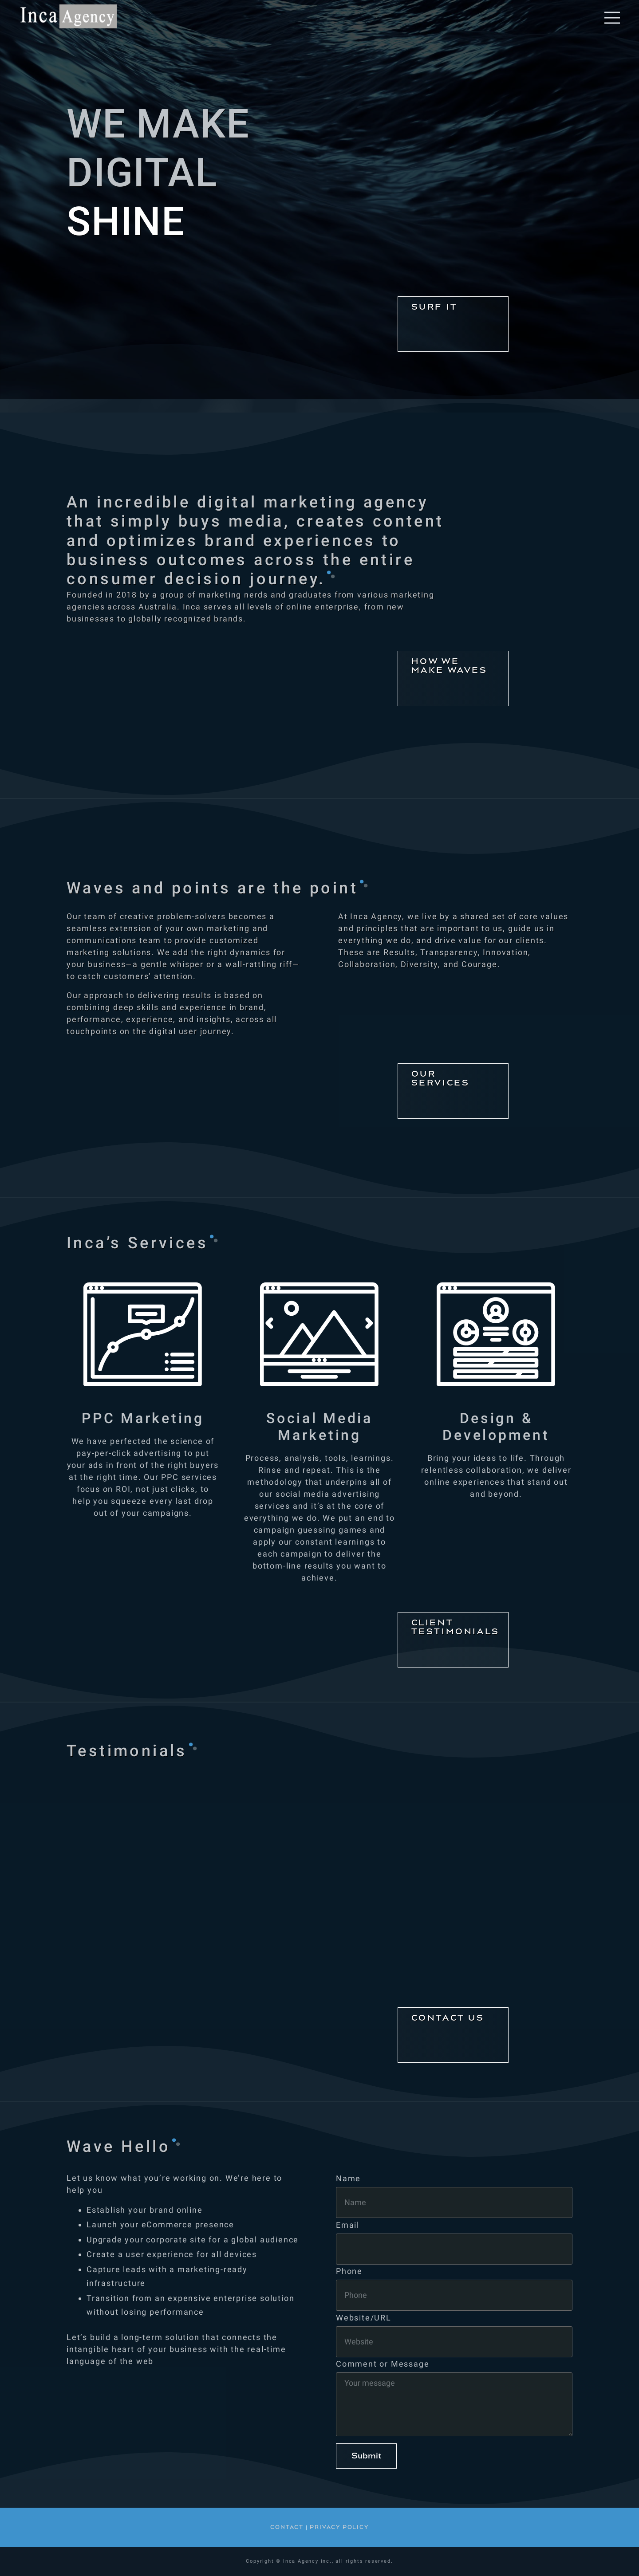 Inca Agency
WE MAKE
DIGITAL
SHINE
SURF IT
An incredible digital marketing agency
that simply buys media, creates content
and optimizes brand experiences to
business outcomes across the entire
consumer decision journey.
Founded in 2018 by a group of marketing nerds and graduates from various marketing
agencies across Australia. Inca serves all levels of online enterprise, from new
businesses to globally recognized brands.
HOW WE
MAKE WAVES
Waves and points are the point
Our team of creative problem-solvers becomes a
seamless extension of your own marketing and
communications team to provide customized
marketing solutions. We add the right dynamics for
your business—a gentle whisper or a wall-rattling riff—
to catch customers' attention.
Our approach to delivering results is based on
combining deep skills and experience in brand,
performance, experience, and insights, across all
touchpoints on the digital user journey.
At Inca Agency, we live by a shared set of core values
and principles that are important to us, guide us in
everything we do, and drive value for our clients.
These are Results, Transparency, Innovation,
Collaboration, Diversity, and Courage.
OUR
SERVICES
Inca's Services
PPC Marketing
We have perfected the science of
pay-per-click advertising to put
your ads in front of the right buyers
at the right time. Our PPC services
focus on ROI, not just clicks, to
help you squeeze every last drop
out of your campaigns.
Social Media
Marketing
Process, analysis, tools, learnings.
Rinse and repeat. This is the
methodology that underpins all of
our social media advertising
services and it's at the core of
everything we do. We put an end to
campaign guessing games and
apply our constant learnings to
each campaign to deliver the
bottom-line results you want to
achieve.
Design &
Development
Bring your ideas to life. Through
relentless collaboration, we deliver
online experiences that stand out
and beyond.
CLIENT
TESTIMONIALS
Testimonials
CONTACT US
Wave Hello
Let us know what you're working on. We're here to
help you
• Establish your brand online
• Launch your eCommerce presence
• Upgrade your corporate site for a global audience
• Create a user experience for all devices
• Capture leads with a marketing-ready
infrastructure
• Transition from an expensive enterprise solution
without losing performance
Let's build a long-term solution that connects the
intangible heart of your business with the real-time
language of the web
Name
Name
Email
Phone
Phone
Website/URL
Website
Comment or Message
Your message
Submit
CONTACT | PRIVACY POLICY
Copyright © Inca Agency Inc., all rights reserved.